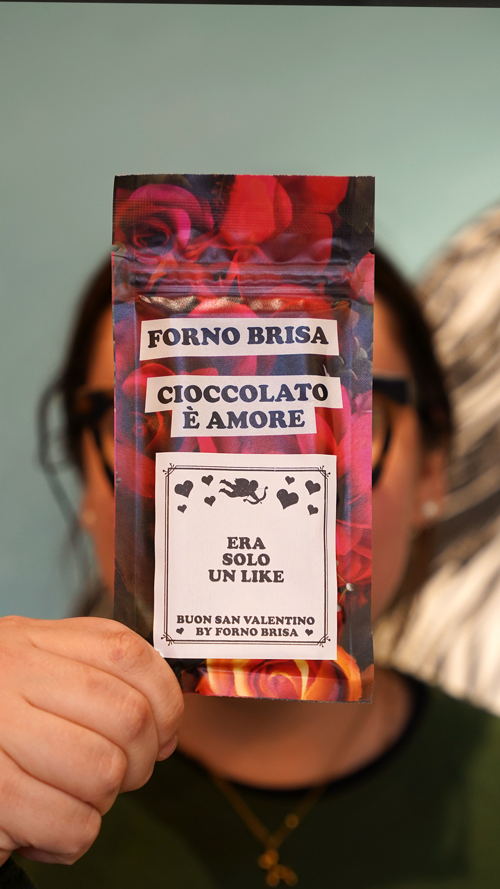 FORNO BRISA
CIOCCOLATO
È AMORE
ERA
SOLO
UN LIKE
BUON SAN VALENTINO
BY FORNO BRISA